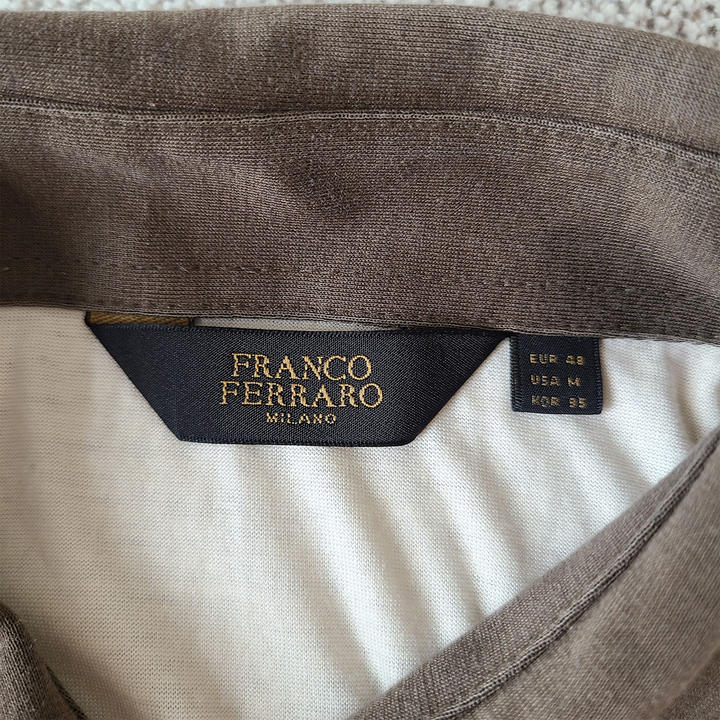 FRANCO
FERRARO
MILANO
EUR 48
USA M
KOR 95